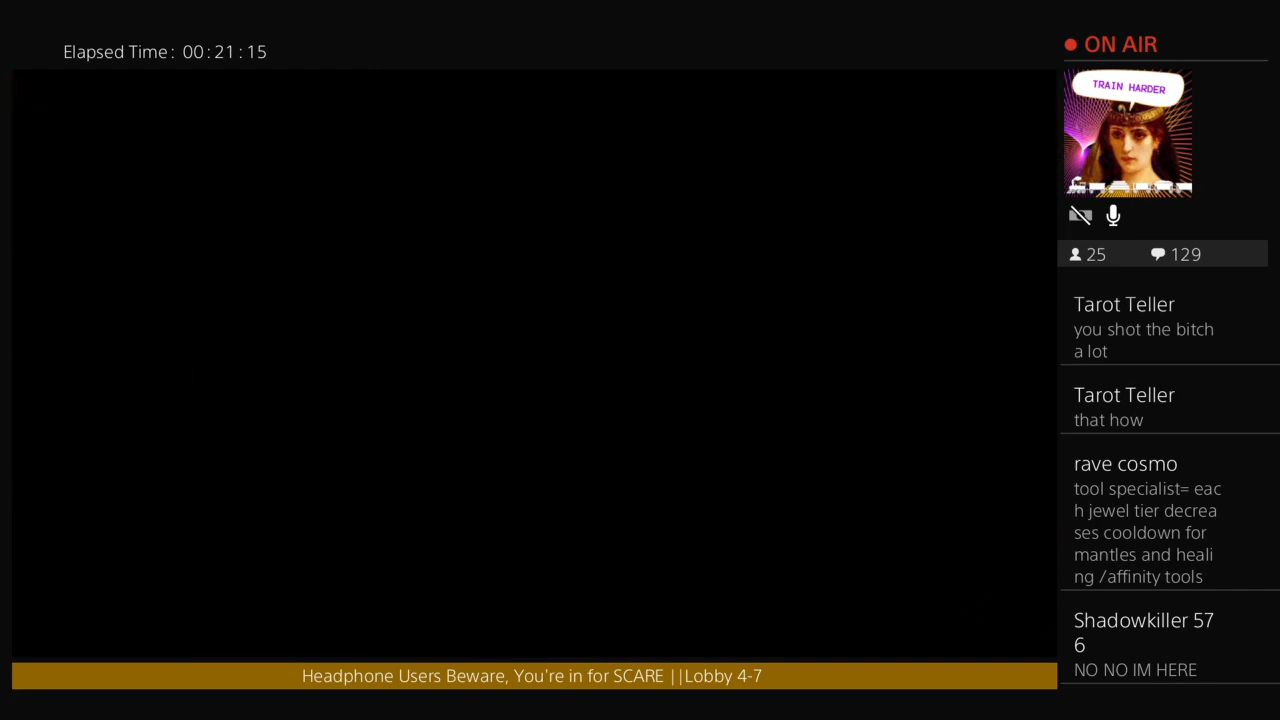 Elapsed Time: 00:21:15
ON AIR
TRAIN HARDER
25 129
Tarot Teller
you shot the bitch
a lot
Tarot Teller
that how
rave cosmo
tool specialist= eac
h jewel tier decrea
ses cooldown for
mantles and heali
ng /affinity tools
Shadowkiller 57
6
NO NO IM HERE
Headphone Users Beware, You're in for SCARE ||Lobby 4-7